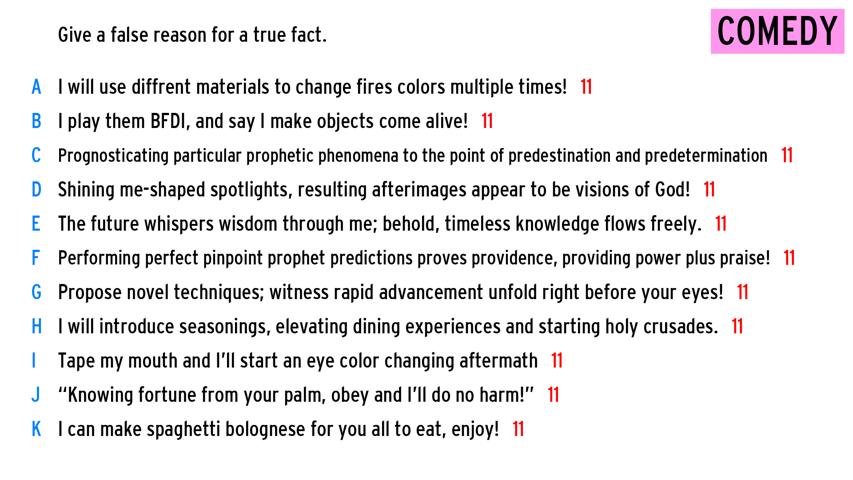 Give a false reason for a true fact.
COMEDY
A I will use diffrent materials to change fires colors multiple times! 11
B I play them BFDI, and say I make objects come alive! 11
C Prognosticating particular prophetic phenomena to the point of predestination and predetermination 11
D Shining me-shaped spotlights, resulting afterimages appear to be visions of God! 11
E The future whispers wisdom through me; behold, timeless knowledge flows freely. 11
F Performing perfect pinpoint prophet predictions proves providence, providing power plus praise! 11
G Propose novel techniques; witness rapid advancement unfold right before your eyes! 11
H I will introduce seasonings, elevating dining experiences and starting holy crusades. 11
I Tape my mouth and I'll start an eye color changing aftermath 11
J “Knowing fortune from your palm, obey and I'll do no harm!” 11
K I can make spaghetti bolognese for you all to eat, enjoy! 11